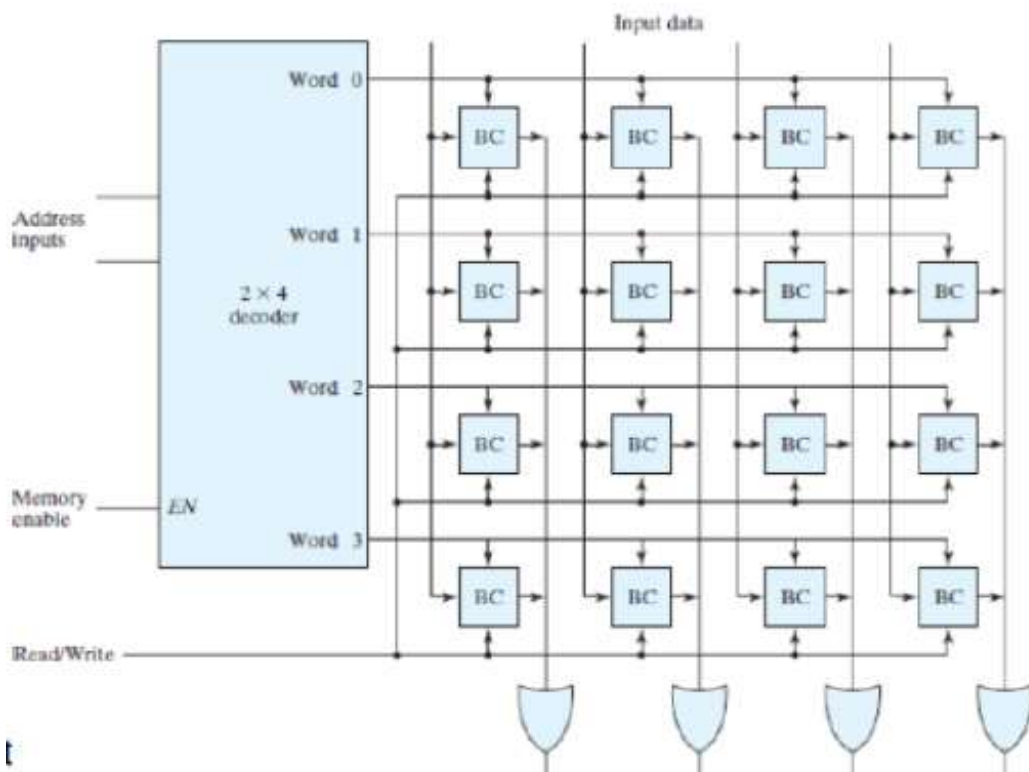 Input data
Word 0
BC BC BC BC
Address
inputs
Word 1
2 × 4
decoder
BC BC BC BC
Word 2
BC BC BC BC
Memory
enable
EN
Word 3
BC BC BC BC
Read/Write
t